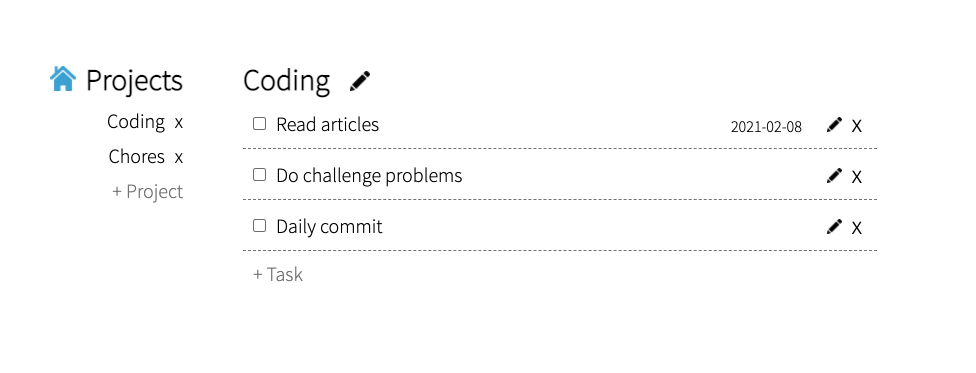 Projects
Coding x
Chores x
+ Project
Coding
Read articles 2021-02-08 X
Do challenge problems X
Daily commit X
+ Task